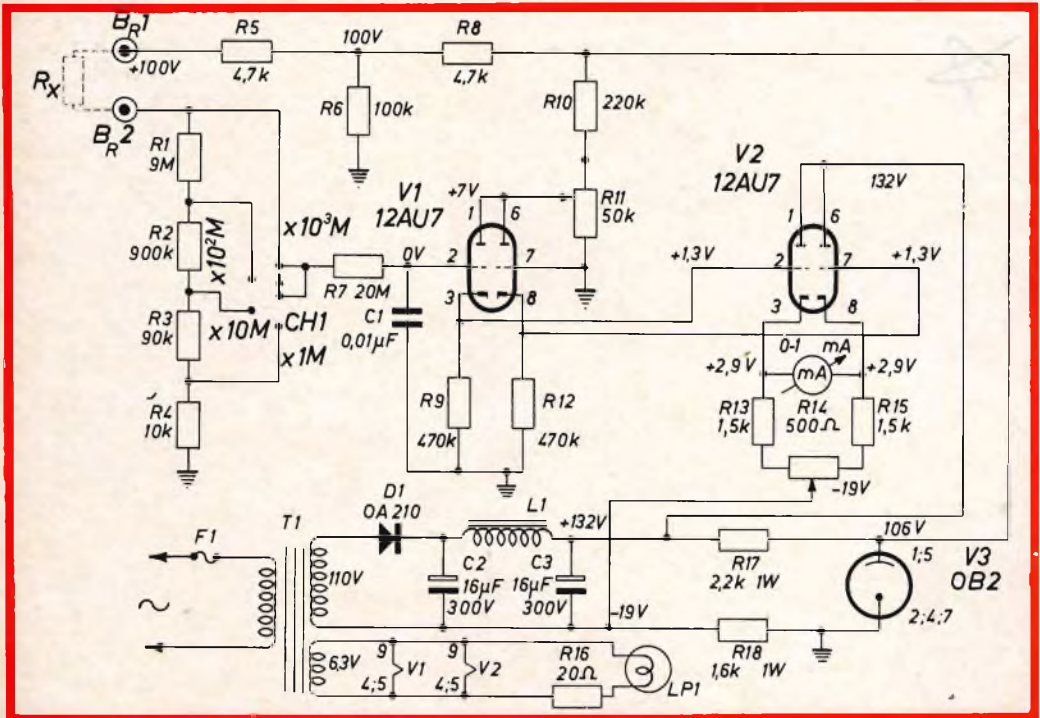 B_R 1
+100V
R5
4,7k
100V
R8
4,7k
R_X
B_R 2
R6
100k
R10
220k
R1
9M
V1
12AU7
+7V
1
6
R11
50k
V2
12AU7
132V
1
6
x10³M
R2
900k
x10²M
R7 20M
0V
2
7
+1,3V
2
7
+1,3V
R3
90k
x10M
CH1
C1
0,01µF
3
8
3
8
x1M
0-1 mA
+2,9V
mA
+2,9V
R4
10k
R9
470k
R12
470k
R13
1,5k
R14
500Ω
R15
1,5k
-19V
F1
T1
D1
OA 210
L1
+132V
106V
1;5
V3
OB2
110V
C2
16µF
300V
C3
16µF
300V
R17
2,2k 1W
2;4;7
-19V
R18
1,6k 1W
6,3V
9
V1
4;5
9
V2
4;5
R16
20Ω
LP1